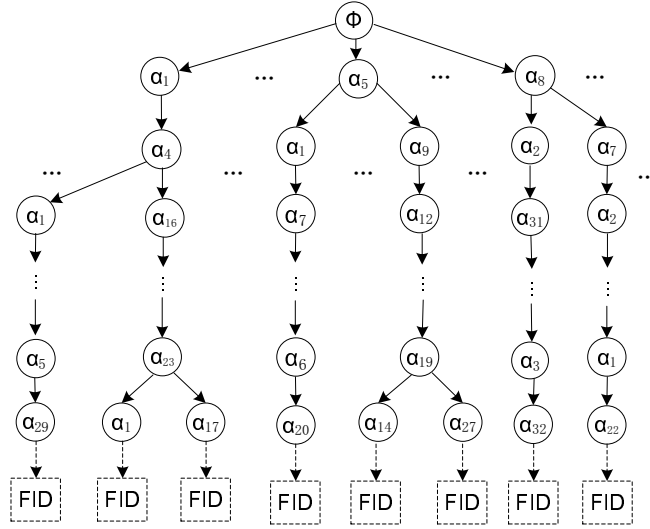 Φ
α₁ ... α₅ ... α₈ ...
α₄ α₁ α₉ α₂ α₇
... ... ... ... ..
α₁ α₁₆ α₇ α₁₂ α₃₁ α₂
... ... ... ... ... ...
α₅ α₂₃ α₆ α₁₉ α₃ α₁
α₂₉ α₁ α₁₇ α₂₀ α₁₄ α₂₇ α₃₂ α₂₂
FID FID FID FID FID FID FID FID